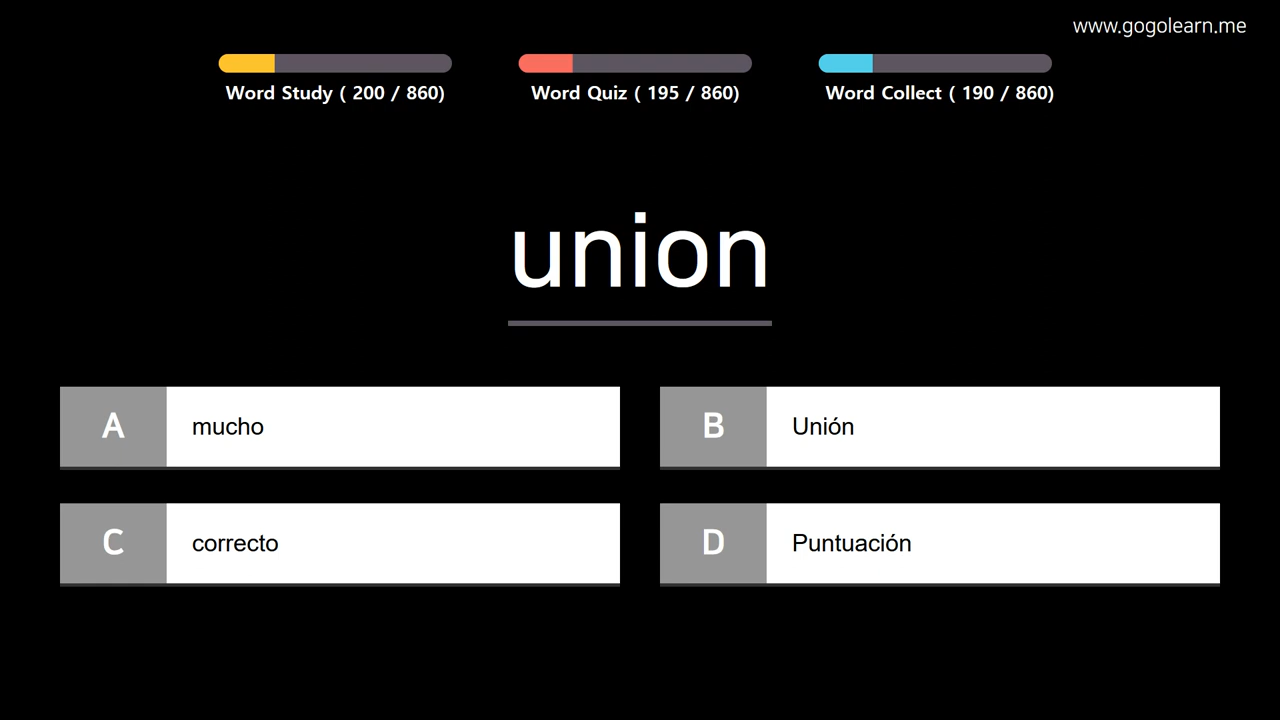 www.gogolearn.me
Word Study ( 200 / 860)
Word Quiz ( 195 / 860)
Word Collect ( 190 / 860)
union
A mucho
B Unión
C correcto
D Puntuación